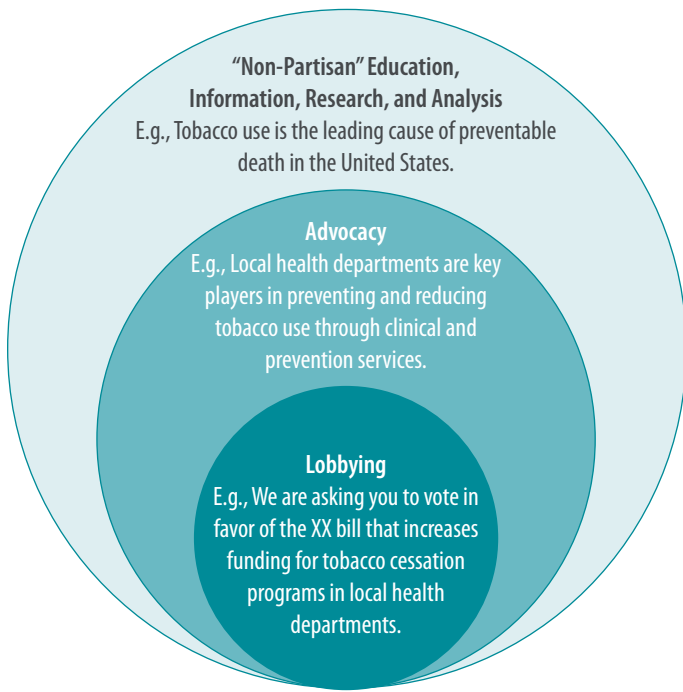 “Non-Partisan” Education,
Information, Research, and Analysis
E.g., Tobacco use is the leading cause of preventable
death in the United States.
Advocacy
E.g., Local health departments are key
players in preventing and reducing
tobacco use through clinical and
prevention services.
Lobbying
E.g., We are asking you to vote in
favor of the XX bill that increases
funding for tobacco cessation
programs in local health
departments.